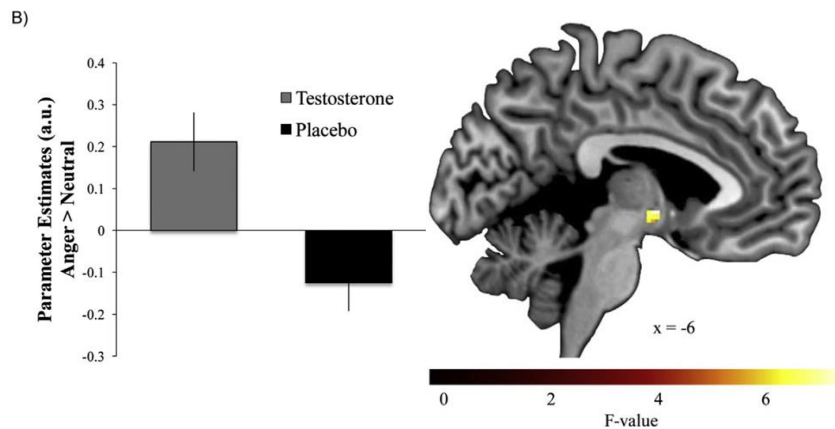 B)
Parameter Estimates (a.u.)
Anger > Neutral
0.4
0.3
0.2
0.1
0
-0.1
-0.2
-0.3
Testosterone
Placebo
x = -6
0 2 4 6
F-value